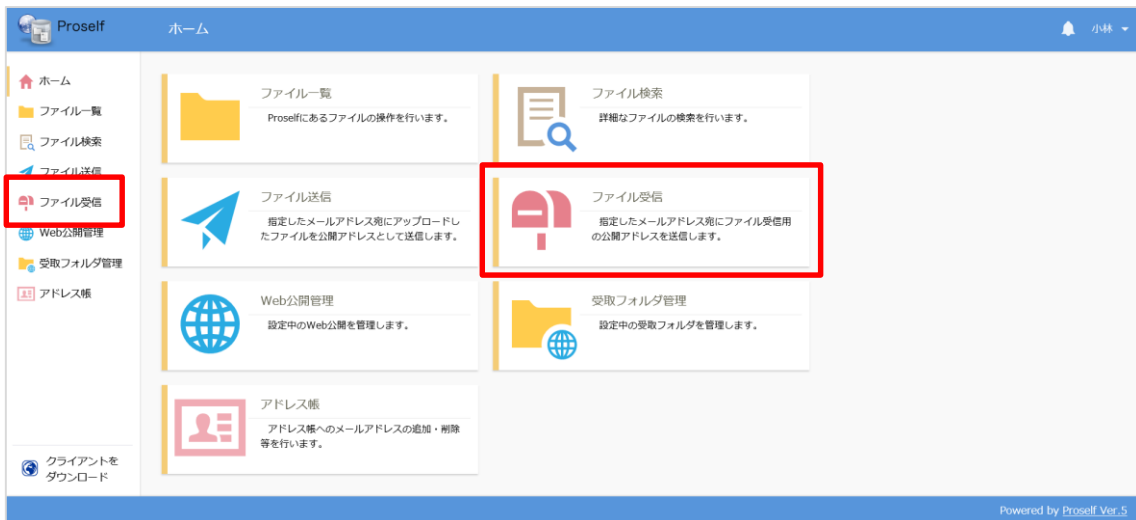 Proself
ホーム
小林
ホーム
ファイル一覧
ファイル検索
ファイル送信
ファイル受信
Web公開管理
受取フォルダ管理
アドレス帳
クライアントを
ダウンロード
ファイル一覧
Proselfにあるファイルの操作を行います。
ファイル検索
詳細なファイルの検索を行います。
ファイル送信
指定したメールアドレス宛にアップロードし
たファイルを公開アドレスとして送信します。
ファイル受信
指定したメールアドレス宛にファイル受信用
の公開アドレスを送信します。
Web公開管理
設定中のWeb公開を管理します。
受取フォルダ管理
設定中の受取フォルダを管理します。
アドレス帳
アドレス帳へのメールアドレスの追加・削除
等を行います。
Powered by Proself Ver.5